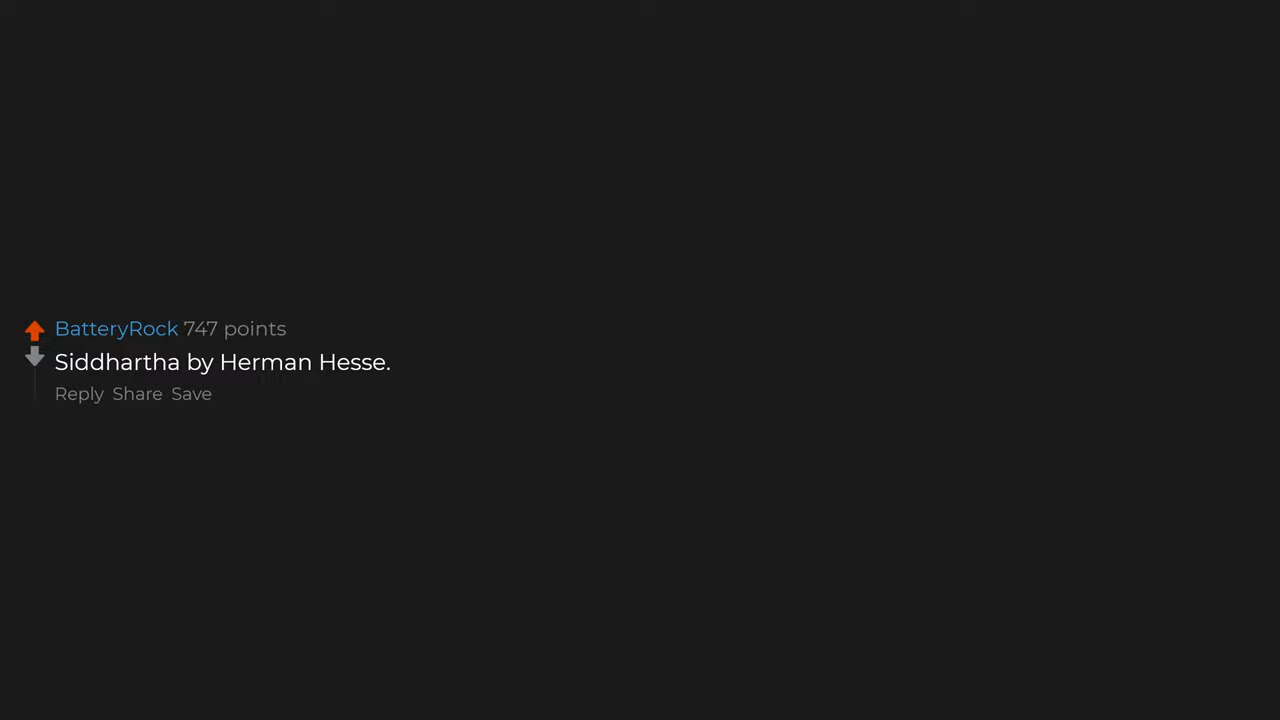 BatteryRock 747 points
Siddhartha by Herman Hesse.
Reply Share Save